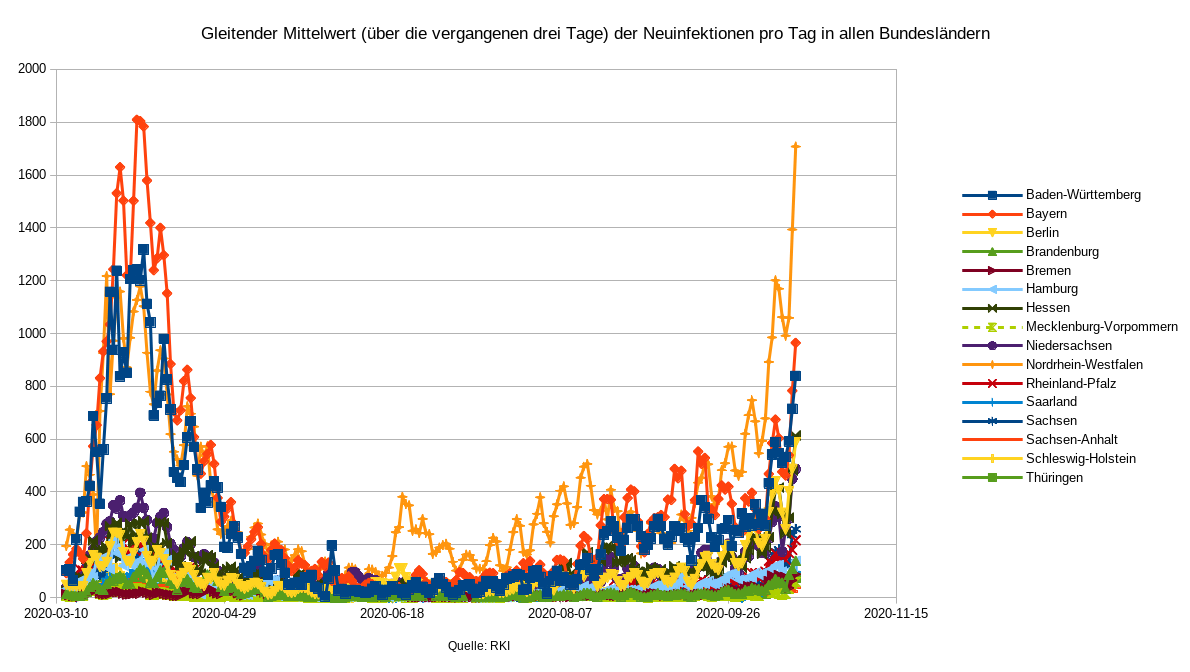 Gleitender Mittelwert (über die vergangenen drei Tage) der Neuinfektionen pro Tag in allen Bundesländern
2000
1800
1600
1400
1200
1000
800
600
400
200
0
2020-03-10
2020-04-29
2020-06-18
2020-08-07
2020-09-26
2020-11-15
Baden-Württemberg
Bayern
Berlin
Brandenburg
Bremen
Hamburg
Hessen
Mecklenburg-Vorpommern
Niedersachsen
Nordrhein-Westfalen
Rheinland-Pfalz
Saarland
Sachsen
Sachsen-Anhalt
Schleswig-Holstein
Thüringen
Quelle: RKI